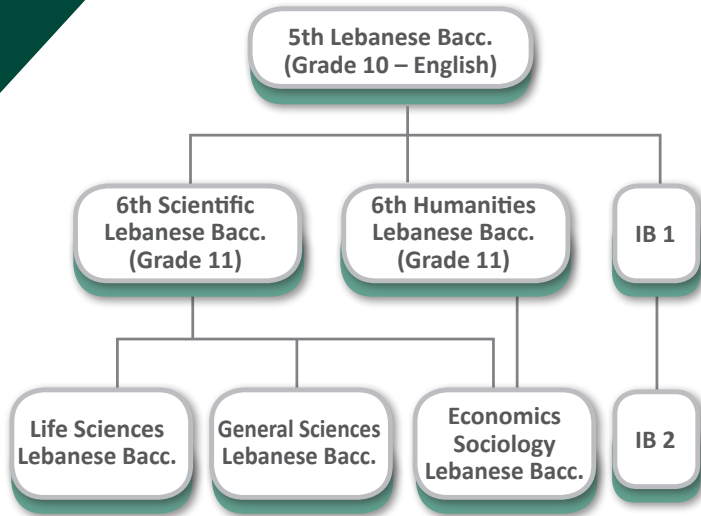 5th Lebanese Bacc.
(Grade 10 – English)
6th Scientific
Lebanese Bacc.
(Grade 11)
6th Humanities
Lebanese Bacc.
(Grade 11)
IB 1
Life Sciences
Lebanese Bacc.
General Sciences
Lebanese Bacc.
Economics
Sociology
Lebanese Bacc.
IB 2